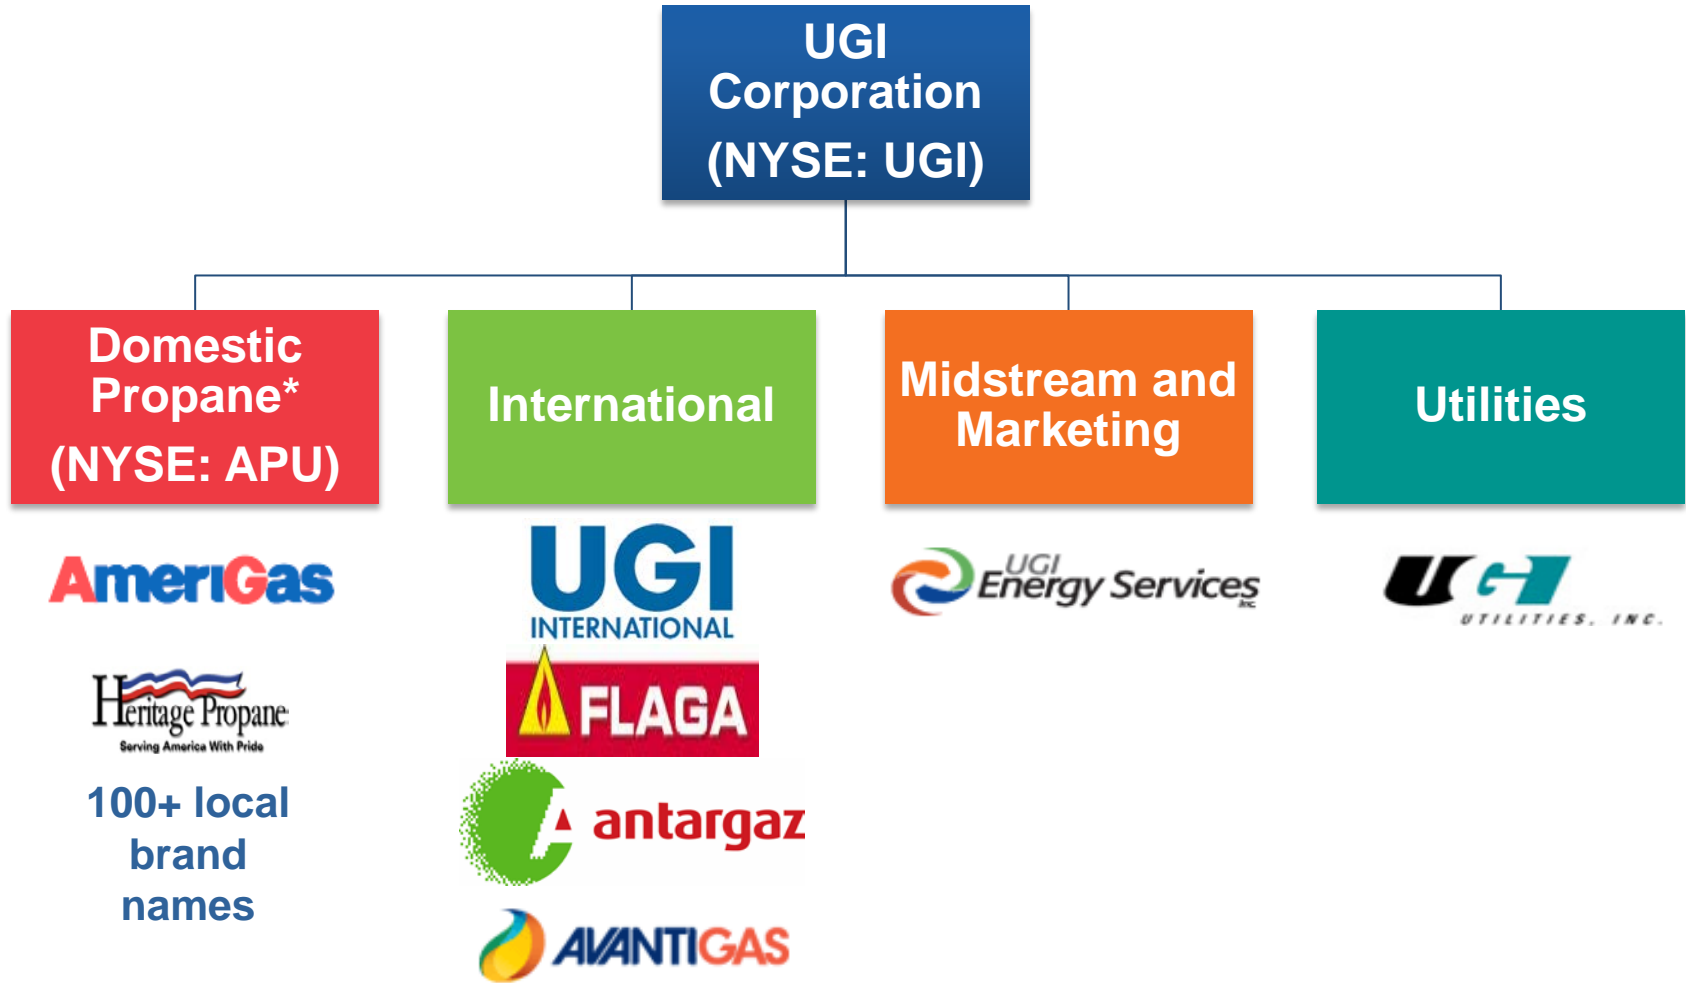 UGI
Corporation
(NYSE: UGI)
Domestic
Propane*
(NYSE: APU)
International
Midstream and
Marketing
Utilities
AmeriGas
Heritage Propane
Serving America With Pride
100+ local
brand
names
UGI
INTERNATIONAL
FLAGA
antargaz
AVANTIGAS
UGI
Energy Services
Inc.
UGI
UTILITIES, INC.